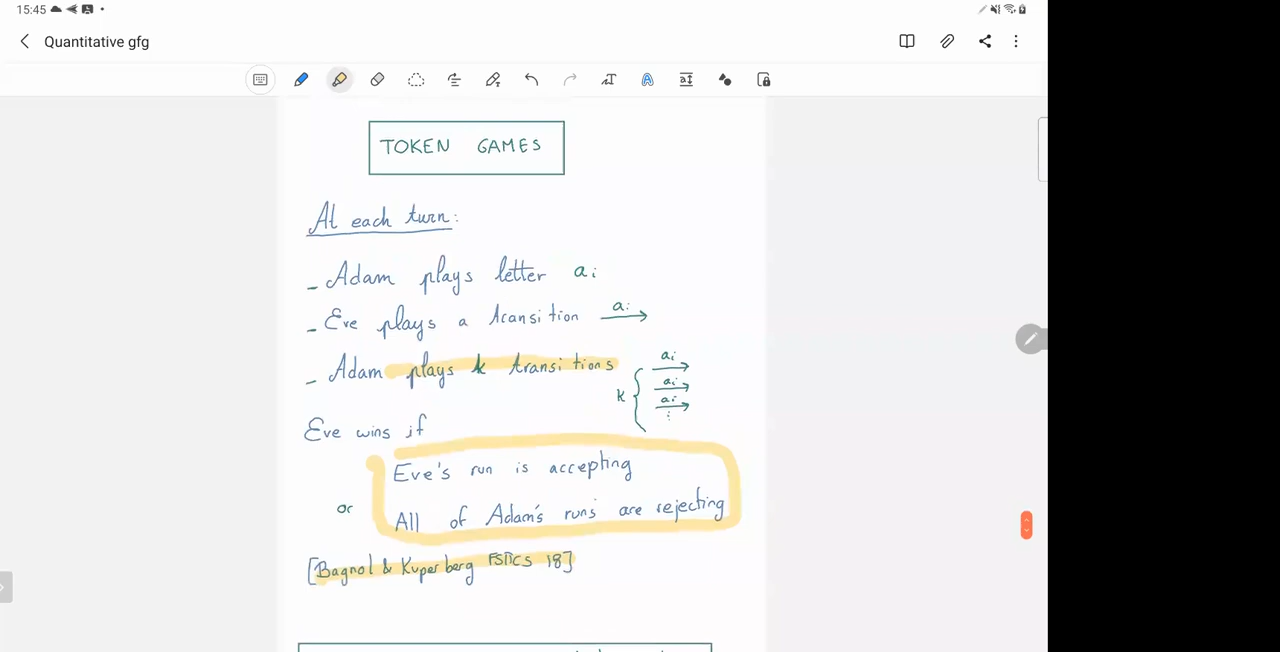 15:45
Quantitative gfg
TOKEN GAMES
At each turn:
- Adam plays letter ai
- Eve plays a transition ai
- Adam plays k transitions
ai
ai
ai
k
Eve wins if
Eve's run is accepting
or
All of Adam's runs are rejecting
[Bagnol & Kuperberg FSTTCS 18]